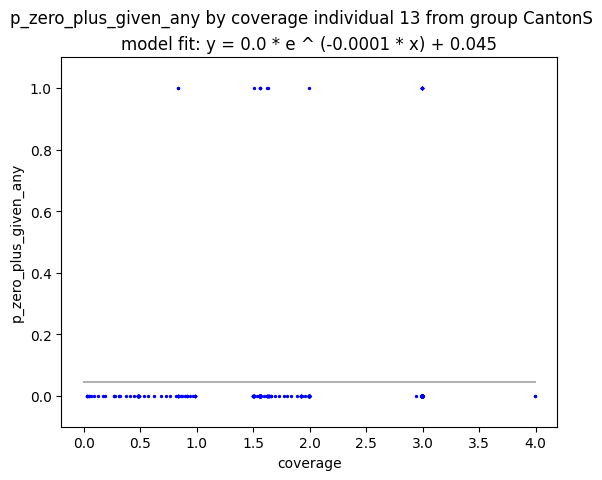 p_zero_plus_given_any by coverage individual 13 from group CantonS
model fit: y = 0.0 * e ^ (-0.0001 * x) + 0.045
1.0
0.8
0.6
0.4
0.2
0.0
p_zero_plus_given_any
0.0 0.5 1.0 1.5 2.0 2.5 3.0 3.5 4.0
coverage